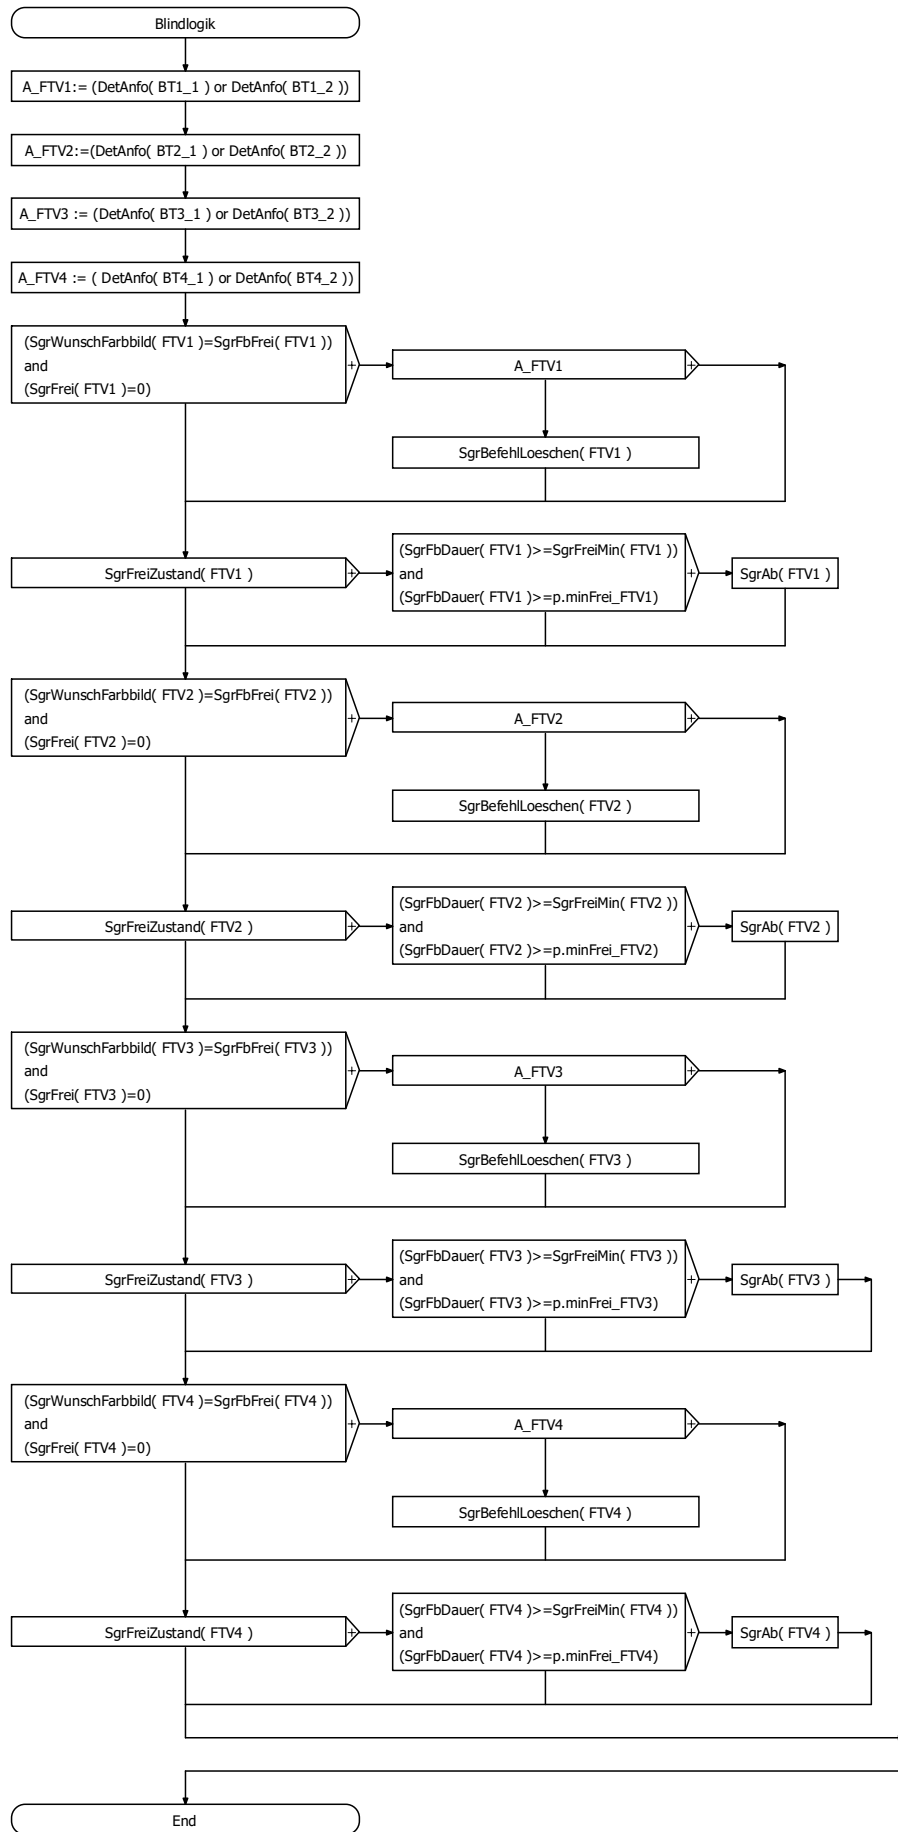 Blindlogik
A_FTV1:= (DetAnfo( BT1_1 ) or DetAnfo( BT1_2 ))
A_FTV2:=(DetAnfo( BT2_1 ) or DetAnfo( BT2_2 ))
A_FTV3 := (DetAnfo( BT3_1 ) or DetAnfo( BT3_2 ))
A_FTV4 := ( DetAnfo( BT4_1 ) or DetAnfo( BT4_2 ))
(SgrWunschFarbbild( FTV1 )=SgrFbFrei( FTV1 ))
and
(SgrFrei( FTV1 )=0)
+
A_FTV1
+
SgrBefehlLoeschen( FTV1 )
SgrFreiZustand( FTV1 )
+
(SgrFbDauer( FTV1 )>=SgrFreiMin( FTV1 ))
and
(SgrFbDauer( FTV1 )>=p.minFrei_FTV1)
+
SgrAb( FTV1 )
(SgrWunschFarbbild( FTV2 )=SgrFbFrei( FTV2 ))
and
(SgrFrei( FTV2 )=0)
+
A_FTV2
+
SgrBefehlLoeschen( FTV2 )
SgrFreiZustand( FTV2 )
+
(SgrFbDauer( FTV2 )>=SgrFreiMin( FTV2 ))
and
(SgrFbDauer( FTV2 )>=p.minFrei_FTV2)
+
SgrAb( FTV2 )
(SgrWunschFarbbild( FTV3 )=SgrFbFrei( FTV3 ))
and
(SgrFrei( FTV3 )=0)
+
A_FTV3
+
SgrBefehlLoeschen( FTV3 )
SgrFreiZustand( FTV3 )
+
(SgrFbDauer( FTV3 )>=SgrFreiMin( FTV3 ))
and
(SgrFbDauer( FTV3 )>=p.minFrei_FTV3)
+
SgrAb( FTV3 )
(SgrWunschFarbbild( FTV4 )=SgrFbFrei( FTV4 ))
and
(SgrFrei( FTV4 )=0)
+
A_FTV4
+
SgrBefehlLoeschen( FTV4 )
SgrFreiZustand( FTV4 )
+
(SgrFbDauer( FTV4 )>=SgrFreiMin( FTV4 ))
and
(SgrFbDauer( FTV4 )>=p.minFrei_FTV4)
+
SgrAb( FTV4 )
End